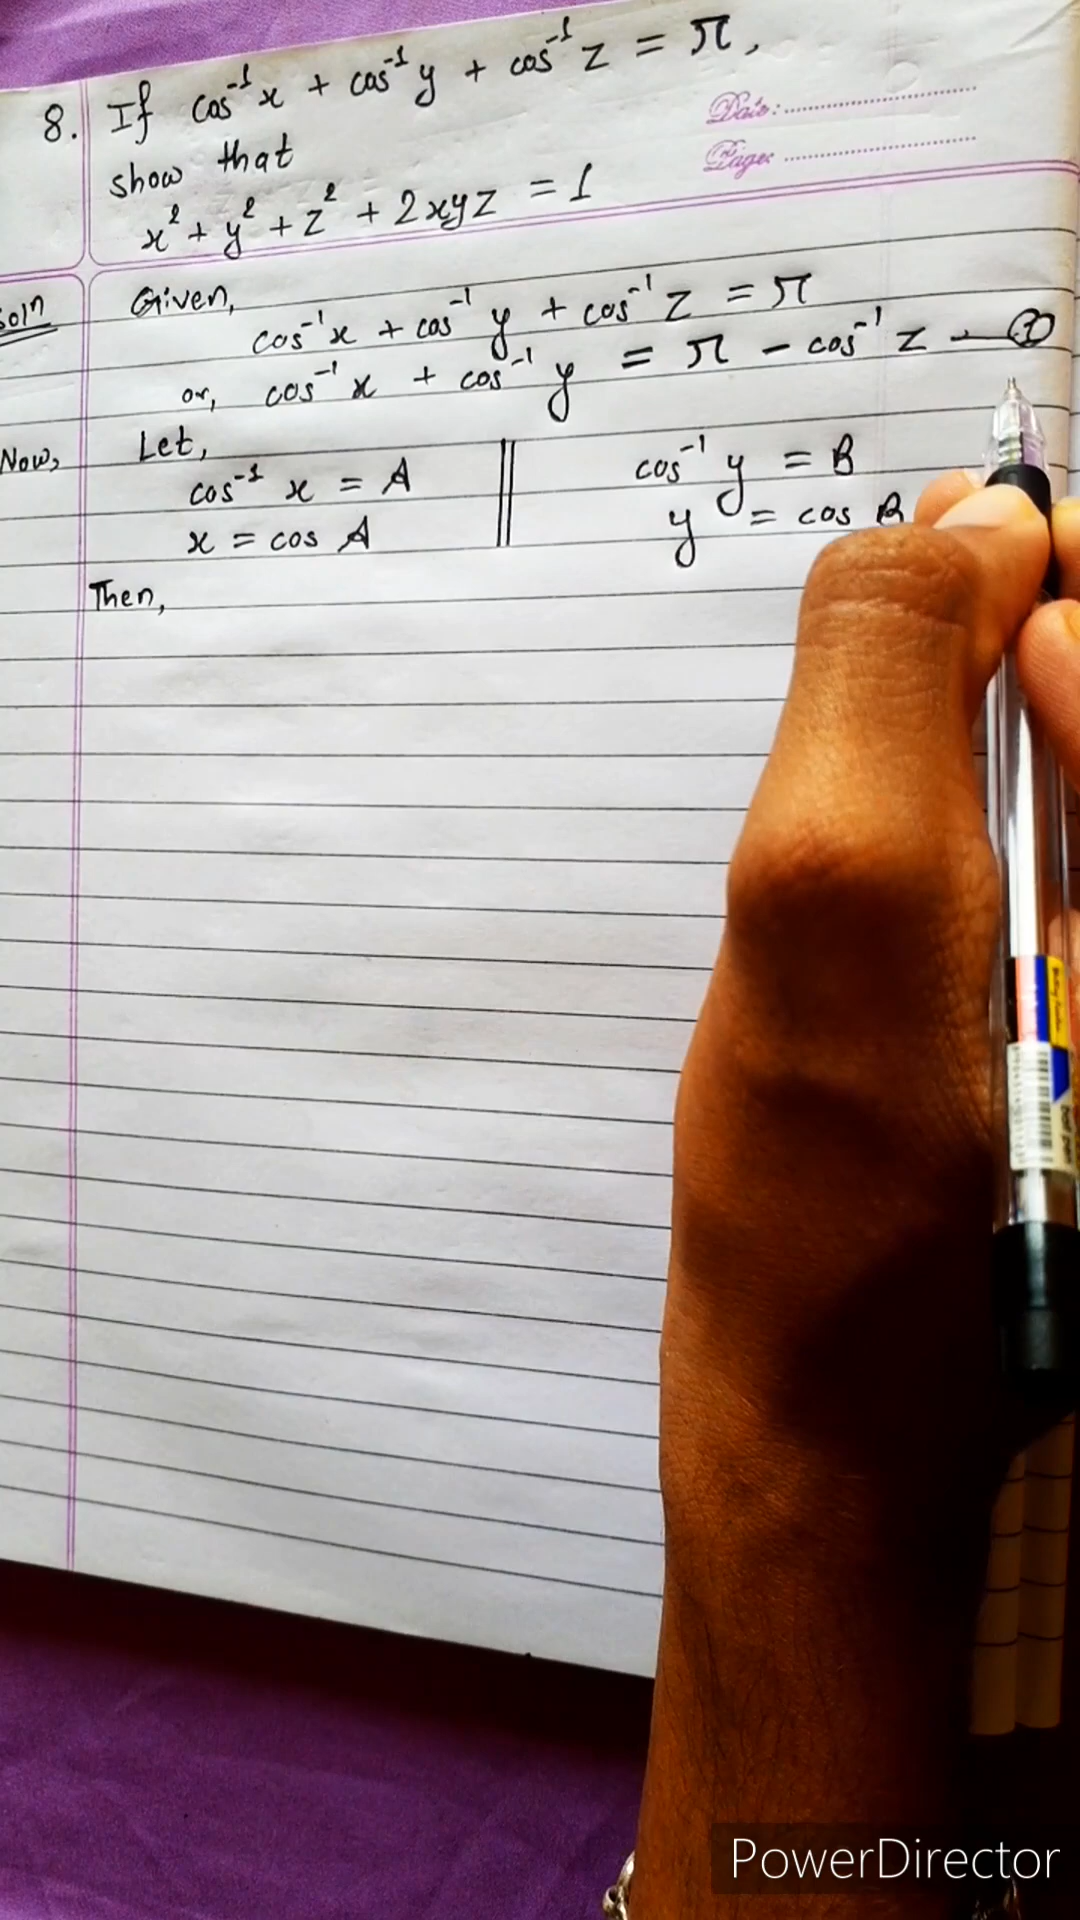 8. If cos⁻¹x + cos⁻¹y + cos⁻¹z = π,
show that
x² + y² + z² + 2xyz = 1
Date:
Page:
Soln Given,
cos⁻¹x + cos⁻¹y + cos⁻¹z = π
or, cos⁻¹x + cos⁻¹y = π - cos⁻¹z - ①
Now, Let,
cos⁻¹x = A || cos⁻¹y = B
x = cos A || y = cos B
Then,
ball pen
PowerDirector